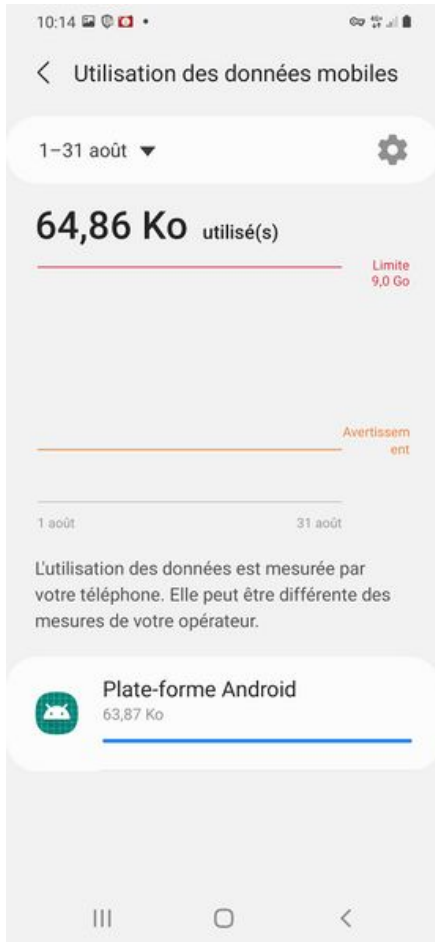 10:14
Utilisation des données mobiles
1–31 août
64,86 Ko utilisé(s)
Limite
9,0 Go
Avertissem
ent
1 août 31 août
L'utilisation des données est mesurée par
votre téléphone. Elle peut être différente des
mesures de votre opérateur.
Plate-forme Android
63,87 Ko